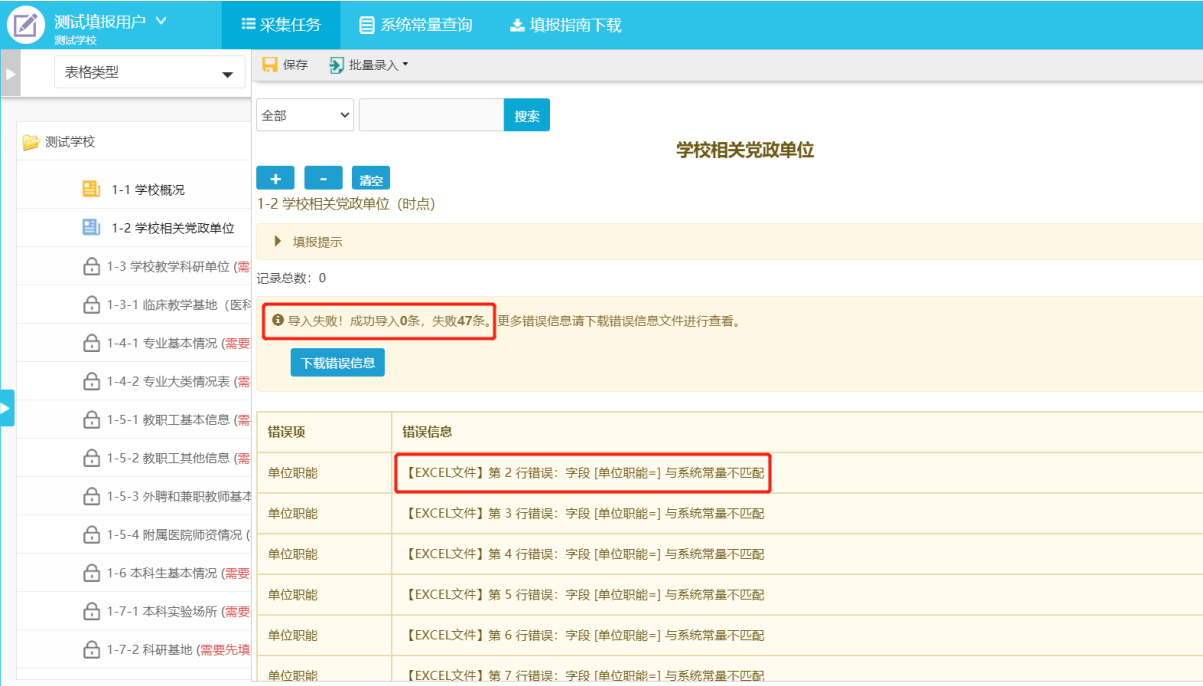 测试填报用户
测试学校
采集任务
系统常量查询
填报指南下载
表格类型
保存
批量录入
全部
搜索
测试学校
学校相关党政单位
+
-
清空
1-1 学校概况
1-2 学校相关党政单位（时点）
1-2 学校相关党政单位
填报提示
1-3 学校教学科研单位 (需
记录总数：0
1-3-1 临床教学基地（医科
导入失败！成功导入0条，失败47条。更多错误信息请下载错误信息文件进行查看。
1-4-1 专业基本情况 (需要
下载错误信息
1-4-2 专业大类情况表 (需
1-5-1 教职工基本信息 (需
错误项
错误信息
1-5-2 教职工其他信息 (需
单位职能
【EXCEL文件】第 2 行错误：字段 [单位职能=] 与系统常量不匹配
1-5-3 外聘和兼职教师基本
单位职能
【EXCEL文件】第 3 行错误：字段 [单位职能=] 与系统常量不匹配
1-5-4 附属医院师资情况 (
单位职能
【EXCEL文件】第 4 行错误：字段 [单位职能=] 与系统常量不匹配
1-6 本科生基本情况 (需要
单位职能
【EXCEL文件】第 5 行错误：字段 [单位职能=] 与系统常量不匹配
1-7-1 本科实验场所 (需要
单位职能
【EXCEL文件】第 6 行错误：字段 [单位职能=] 与系统常量不匹配
1-7-2 科研基地 (需要先填
单位职能
【EXCEL文件】第 7 行错误：字段 [单位职能=] 与系统常量不匹配